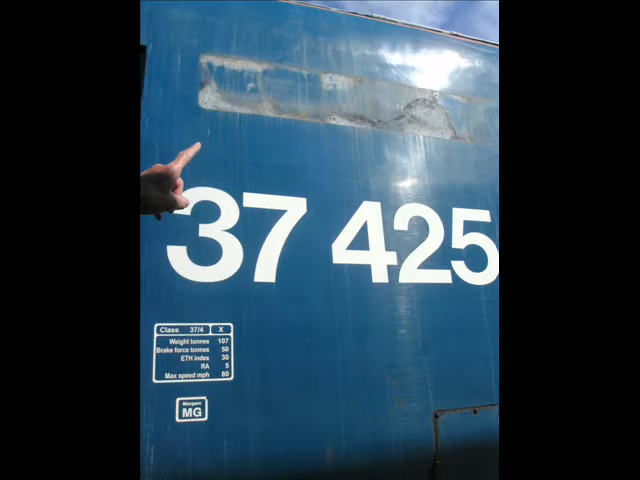 37 425
Class 37/4 X
Weight tonnes 107
Brake force tonnes 50
ETH index 30
RA 5
Max speed mph 80
Margam
MG